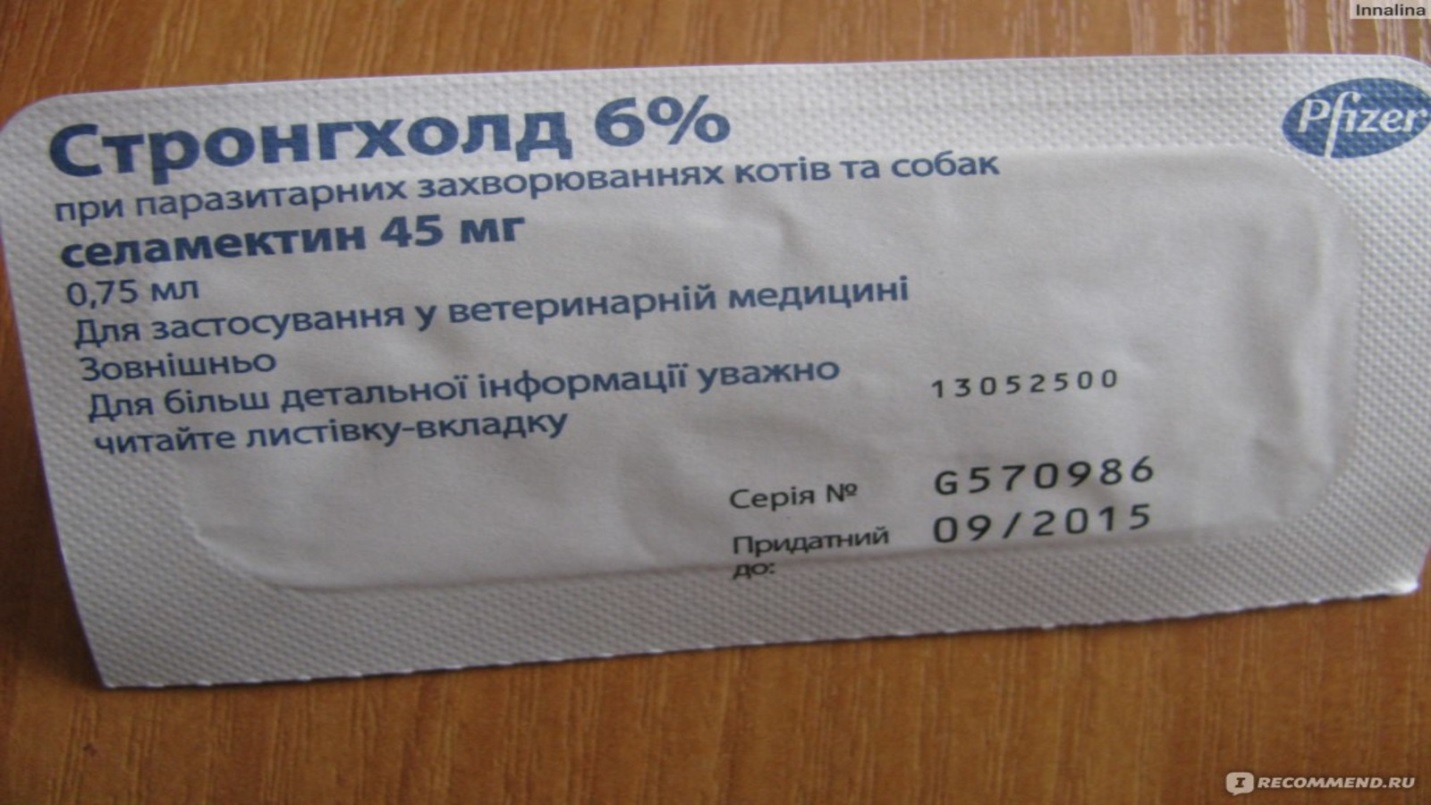 Innalina
Pfizer
Стронгхолд 6%
при паразитарних захворюваннях котів та собак
селамектин 45 мг
0,75 мл
Для застосування у ветеринарній медицині
Зовнішньо
Для більш детальної інформації уважно
читайте листівку-вкладку
13052500
Серія № G570986
Придатний 09/2015
до:
I RECOMMEND.RU